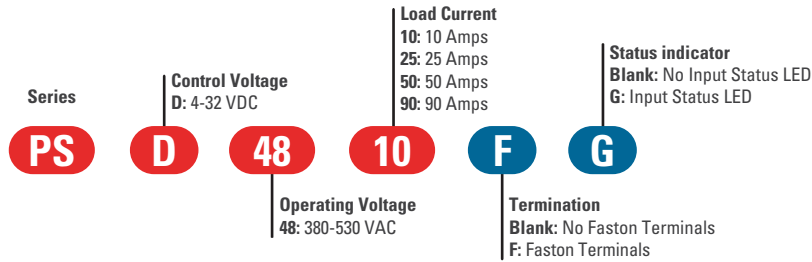 Load Current
10: 10 Amps
25: 25 Amps
50: 50 Amps
90: 90 Amps
Status indicator
Blank: No Input Status LED
G: Input Status LED
Control Voltage
D: 4-32 VDC
Series
PS D 48 10 F G
Operating Voltage
48: 380-530 VAC
Termination
Blank: No Faston Terminals
F: Faston Terminals